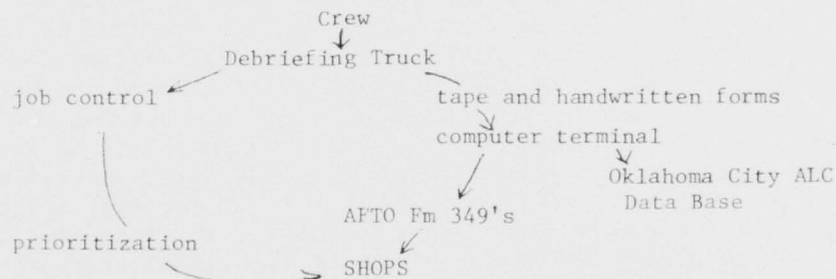 Crew
Debriefing Truck
job control
tape and handwritten forms
computer terminal
Oklahoma City ALC
Data Base
AFTO Fm 349's
prioritization
SHOPS